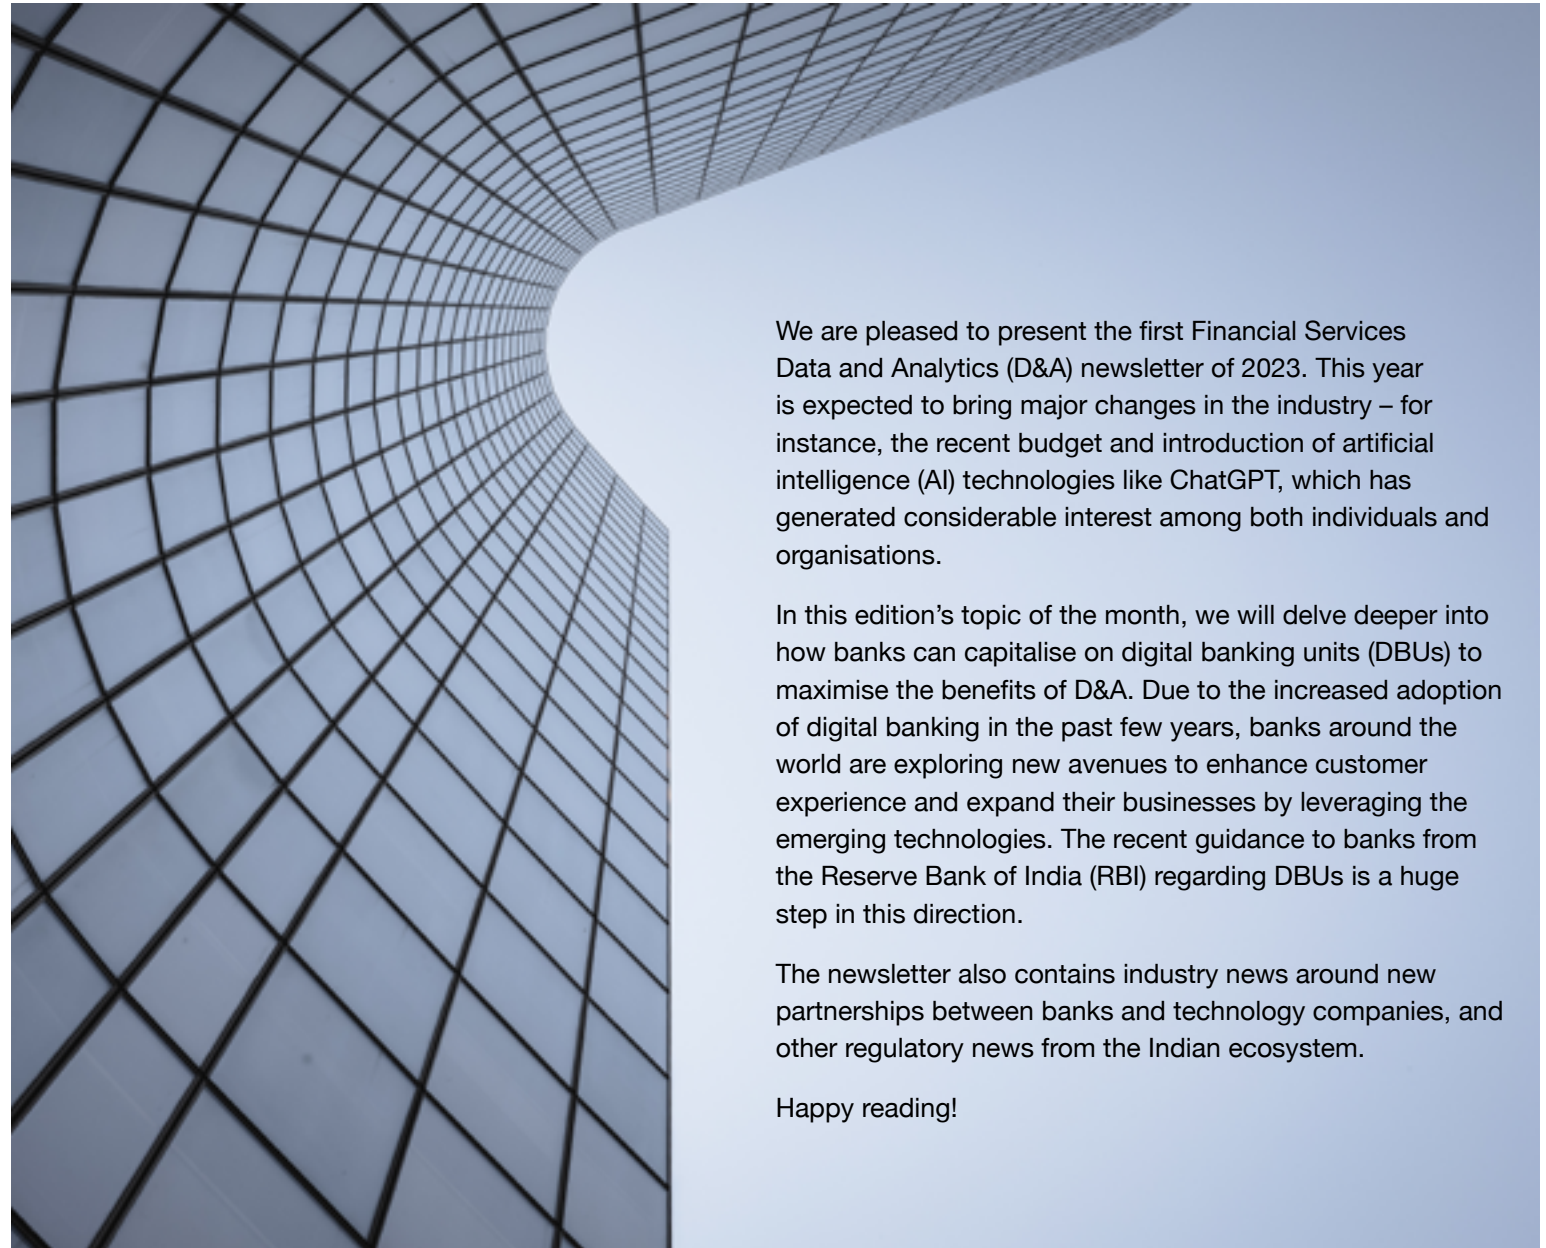 We are pleased to present the first Financial Services
Data and Analytics (D&A) newsletter of 2023. This year
is expected to bring major changes in the industry – for
instance, the recent budget and introduction of artificial
intelligence (AI) technologies like ChatGPT, which has
generated considerable interest among both individuals and
organisations.
In this edition’s topic of the month, we will delve deeper into
how banks can capitalise on digital banking units (DBUs) to
maximise the benefits of D&A. Due to the increased adoption
of digital banking in the past few years, banks around the
world are exploring new avenues to enhance customer
experience and expand their businesses by leveraging the
emerging technologies. The recent guidance to banks from
the Reserve Bank of India (RBI) regarding DBUs is a huge
step in this direction.
The newsletter also contains industry news around new
partnerships between banks and technology companies, and
other regulatory news from the Indian ecosystem.
Happy reading!